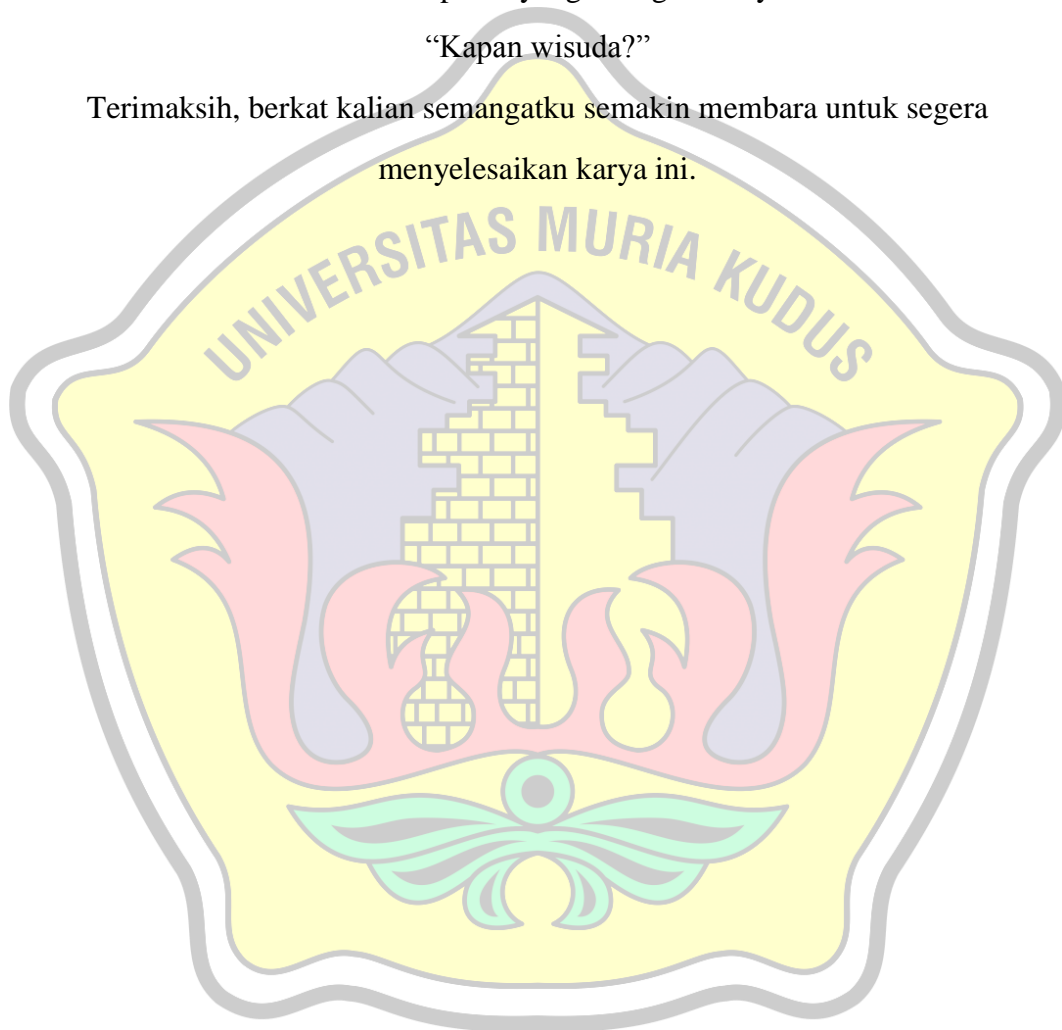 “Kapan wisuda?”
Terimaksih, berkat kalian semangatku semakin membara untuk segera
menyelesaikan karya ini.
UNIVERSITAS MURIA KUDUS